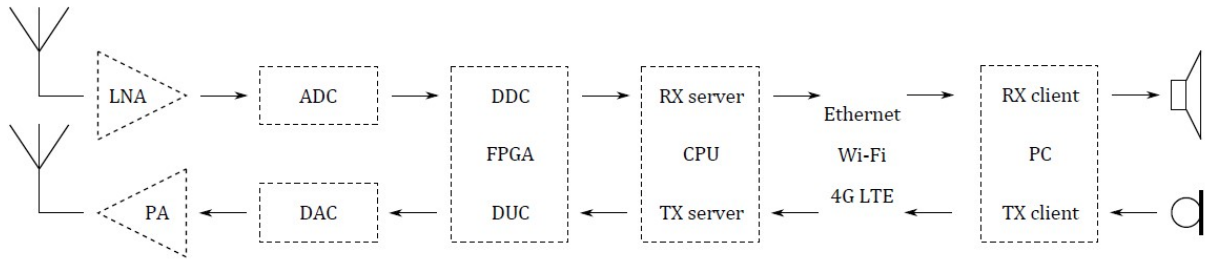 LNA
ADC
DDC
RX server
RX client
Ethernet
FPGA
CPU
Wi-Fi
PC
4G LTE
PA
DAC
DUC
TX server
TX client